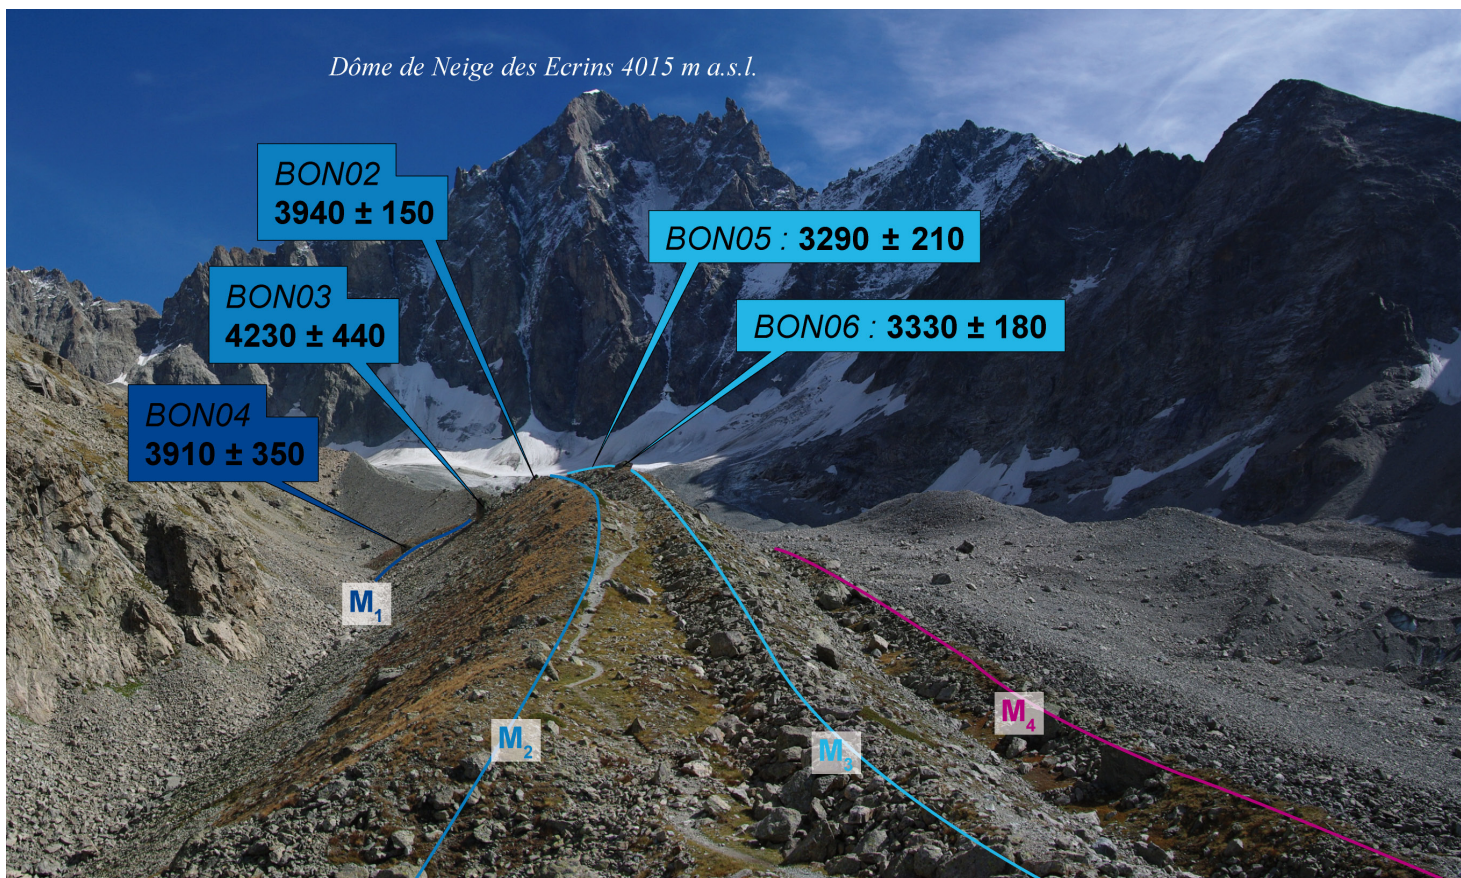 Dôme de Neige des Ecrins 4015 m a.s.l.
BON02
3940 ± 150
BON05 : 3290 ± 210
BON03
4230 ± 440
BON06 : 3330 ± 180
BON04
3910 ± 350
M1
M2
M3
M4